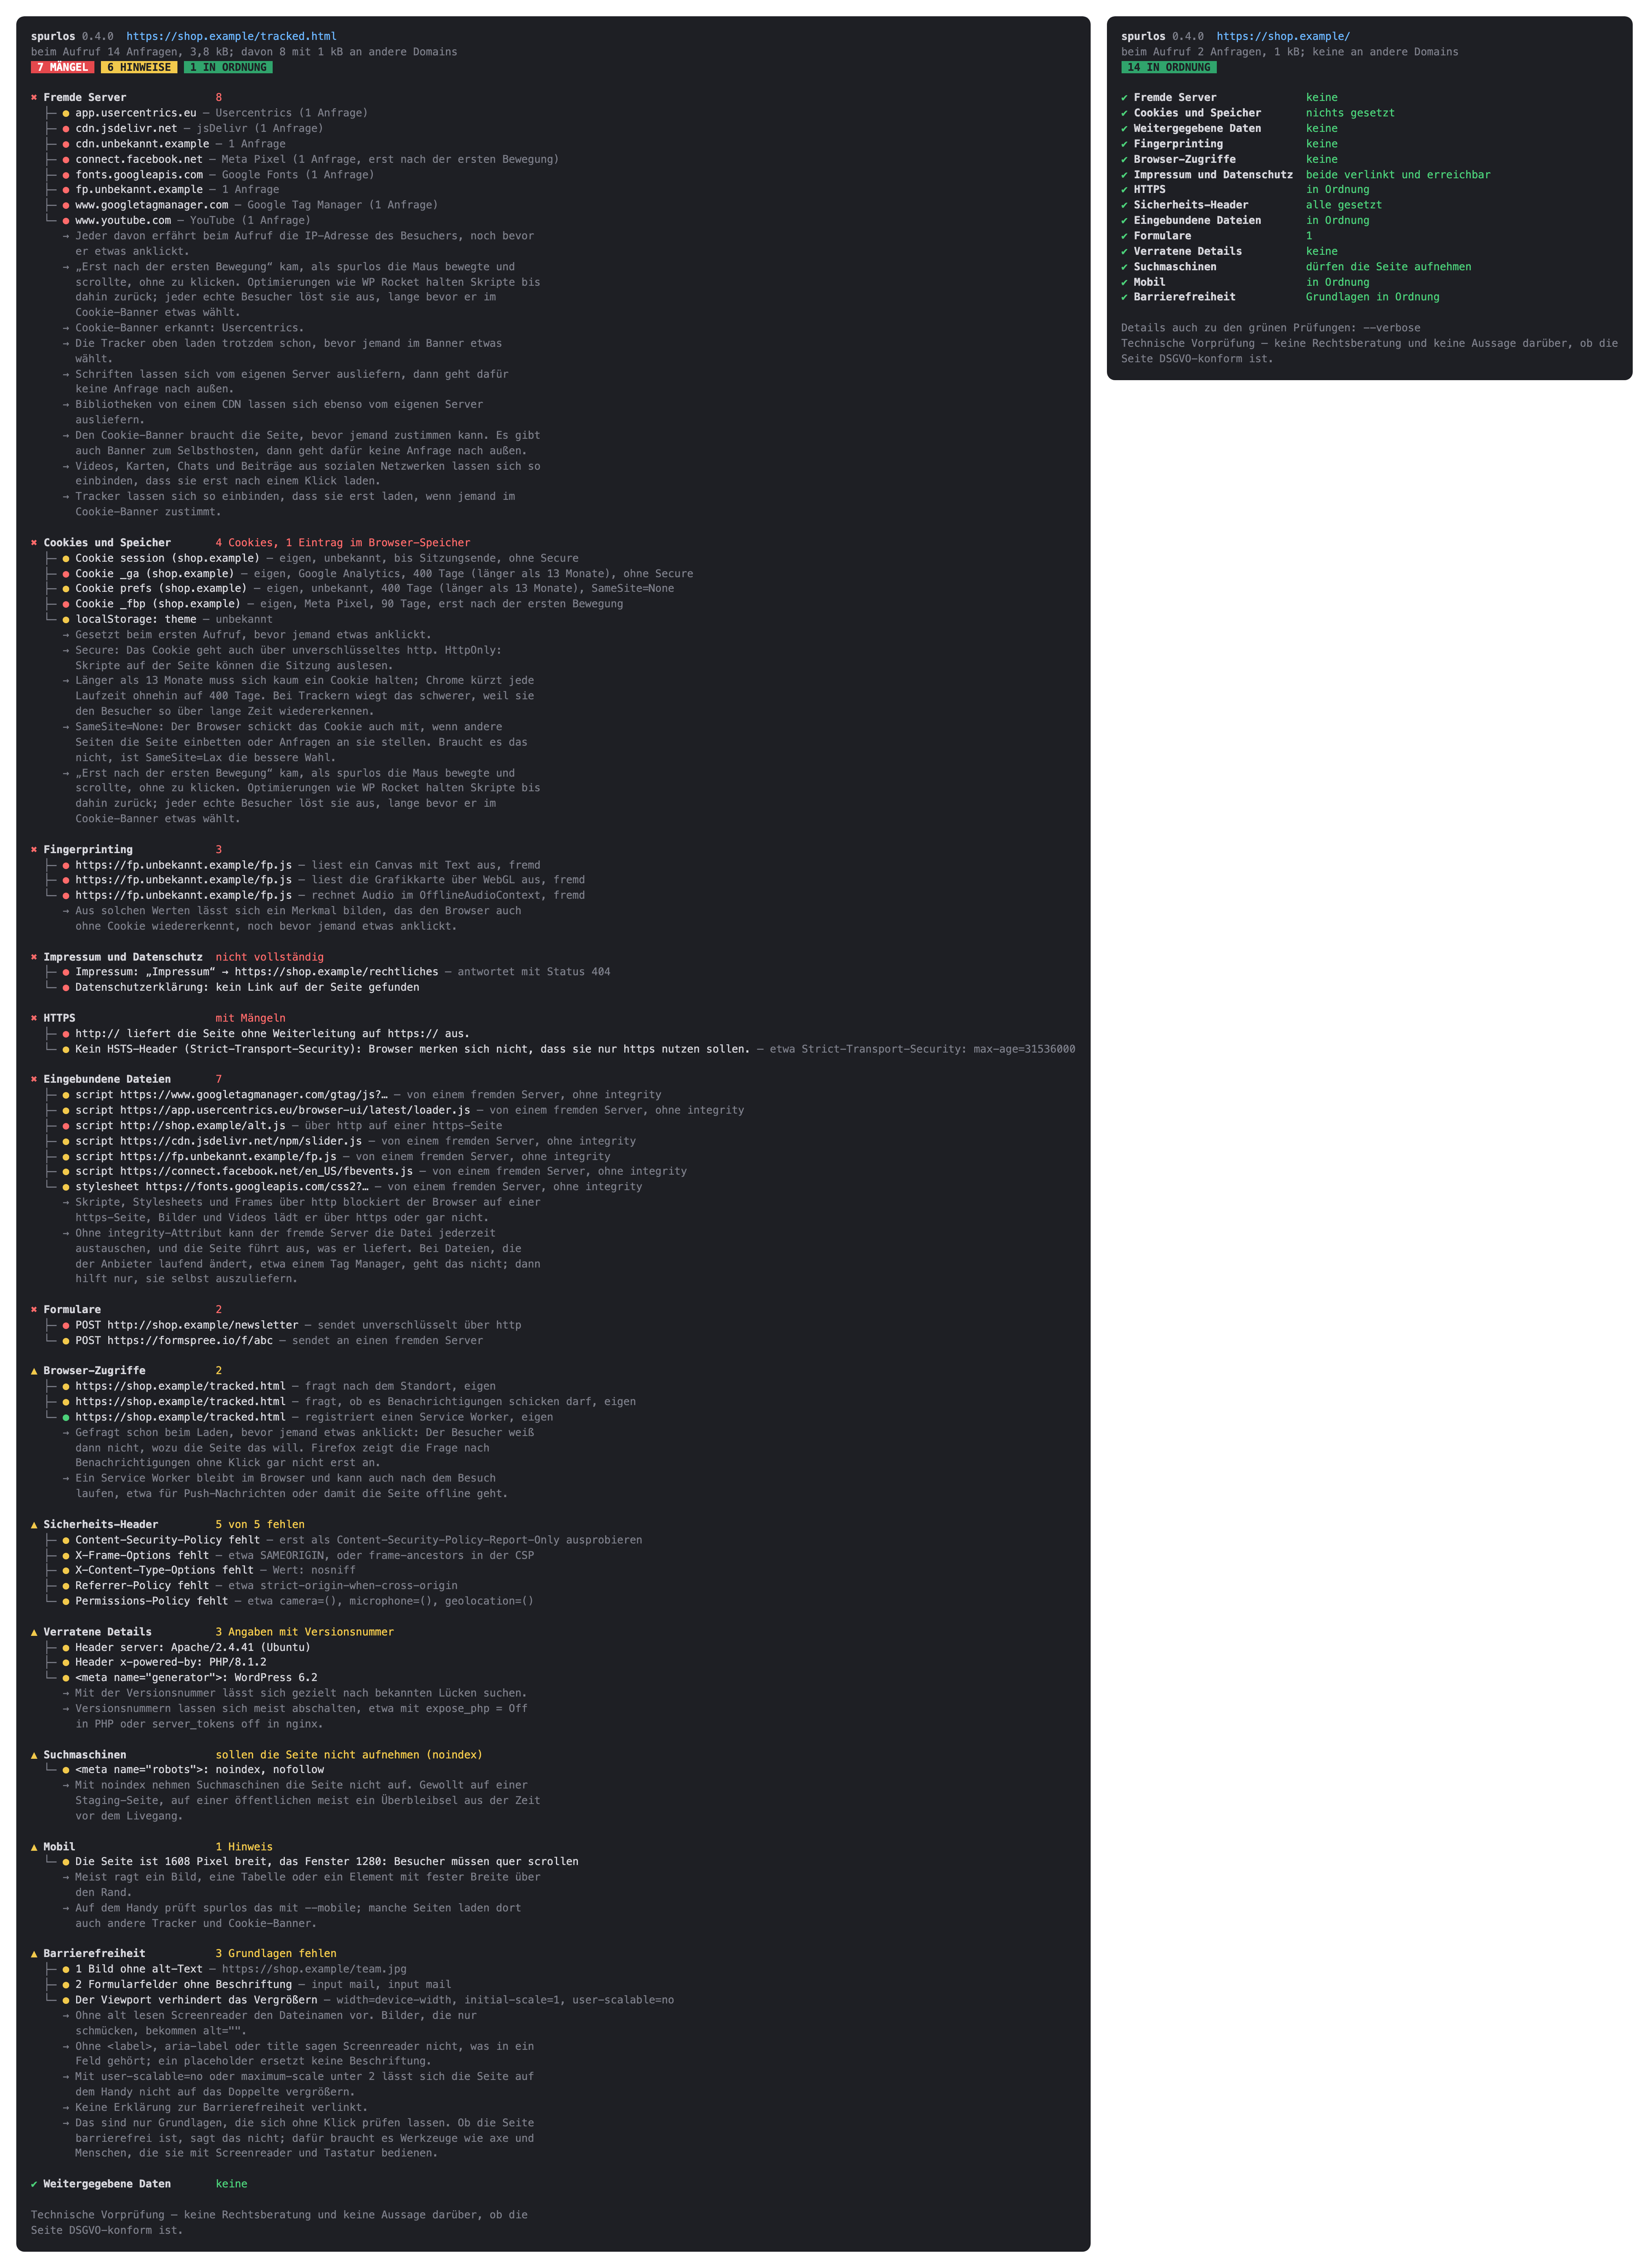 spurlos 0.4.0  https://shop.example/tracked.html
beim Aufruf 14 Anfragen, 3,8 kB; davon 8 mit 1 kB an andere Domains
7 MÄNGEL  6 HINWEISE  1 IN ORDNUNG
✖ Fremde Server  8
├─ ● app.usercentrics.eu — Usercentrics (1 Anfrage)
├─ ● cdn.jsdelivr.net — jsDelivr (1 Anfrage)
├─ ● cdn.unbekannt.example — 1 Anfrage
├─ ● connect.facebook.net — Meta Pixel (1 Anfrage, erst nach der ersten Bewegung)
├─ ● fonts.googleapis.com — Google Fonts (1 Anfrage)
├─ ● fp.unbekannt.example — 1 Anfrage
├─ ● www.googletagmanager.com — Google Tag Manager (1 Anfrage)
└─ ● www.youtube.com — YouTube (1 Anfrage)
→ Jeder davon erfährt beim Aufruf die IP-Adresse des Besuchers, noch bevor
er etwas anklickt.
→ „Erst nach der ersten Bewegung“ kam, als spurlos die Maus bewegte und
scrollte, ohne zu klicken. Optimierungen wie WP Rocket halten Skripte bis
dahin zurück; jeder echte Besucher löst sie aus, lange bevor er im
Cookie-Banner etwas wählt.
→ Cookie-Banner erkannt: Usercentrics.
→ Die Tracker oben laden trotzdem schon, bevor jemand im Banner etwas
wählt.
→ Schriften lassen sich vom eigenen Server ausliefern, dann geht dafür
keine Anfrage nach außen.
→ Bibliotheken von einem CDN lassen sich ebenso vom eigenen Server
ausliefern.
→ Den Cookie-Banner braucht die Seite, bevor jemand zustimmen kann. Es gibt
auch Banner zum Selbsthosten, dann geht dafür keine Anfrage nach außen.
→ Videos, Karten, Chats und Beiträge aus sozialen Netzwerken lassen sich so
einbinden, dass sie erst nach einem Klick laden.
→ Tracker lassen sich so einbinden, dass sie erst laden, wenn jemand im
Cookie-Banner zustimmt.
✖ Cookies und Speicher  4 Cookies, 1 Eintrag im Browser-Speicher
├─ ● Cookie session (shop.example) — eigen, unbekannt, bis Sitzungsende, ohne Secure
├─ ● Cookie _ga (shop.example) — eigen, Google Analytics, 400 Tage (länger als 13 Monate), ohne Secure
├─ ● Cookie prefs (shop.example) — eigen, unbekannt, 400 Tage (länger als 13 Monate), SameSite=None
├─ ● Cookie _fbp (shop.example) — eigen, Meta Pixel, 90 Tage, erst nach der ersten Bewegung
└─ ● localStorage: theme — unbekannt
→ Gesetzt beim ersten Aufruf, bevor jemand etwas anklickt.
→ Secure: Das Cookie geht auch über unverschlüsseltes http. HttpOnly:
Skripte auf der Seite können die Sitzung auslesen.
→ Länger als 13 Monate muss sich kaum ein Cookie halten; Chrome kürzt jede
Laufzeit ohnehin auf 400 Tage. Bei Trackern wiegt das schwerer, weil sie
den Besucher so über lange Zeit wiedererkennen.
→ SameSite=None: Der Browser schickt das Cookie auch mit, wenn andere
Seiten die Seite einbetten oder Anfragen an sie stellen. Braucht es das
nicht, ist SameSite=Lax die bessere Wahl.
→ „Erst nach der ersten Bewegung“ kam, als spurlos die Maus bewegte und
scrollte, ohne zu klicken. Optimierungen wie WP Rocket halten Skripte bis
dahin zurück; jeder echte Besucher löst sie aus, lange bevor er im
Cookie-Banner etwas wählt.
✖ Fingerprinting  3
├─ ● https://fp.unbekannt.example/fp.js — liest ein Canvas mit Text aus, fremd
├─ ● https://fp.unbekannt.example/fp.js — liest die Grafikkarte über WebGL aus, fremd
└─ ● https://fp.unbekannt.example/fp.js — rechnet Audio im OfflineAudioContext, fremd
→ Aus solchen Werten lässt sich ein Merkmal bilden, das den Browser auch
ohne Cookie wiedererkennt, noch bevor jemand etwas anklickt.
✖ Impressum und Datenschutz  nicht vollständig
├─ ● Impressum: „Impressum“ → https://shop.example/rechtliches — antwortet mit Status 404
└─ ● Datenschutzerklärung: kein Link auf der Seite gefunden
✖ HTTPS  mit Mängeln
├─ ● http:// liefert die Seite ohne Weiterleitung auf https:// aus.
└─ ● Kein HSTS-Header (Strict-Transport-Security): Browser merken sich nicht, dass sie nur https nutzen sollen. — etwa Strict-Transport-Security: max-age=31536000
✖ Eingebundene Dateien  7
├─ ● script https://www.googletagmanager.com/gtag/js?… — von einem fremden Server, ohne integrity
├─ ● script https://app.usercentrics.eu/browser-ui/latest/loader.js — von einem fremden Server, ohne integrity
├─ ● script http://shop.example/alt.js — über http auf einer https-Seite
├─ ● script https://cdn.jsdelivr.net/npm/slider.js — von einem fremden Server, ohne integrity
├─ ● script https://fp.unbekannt.example/fp.js — von einem fremden Server, ohne integrity
├─ ● script https://connect.facebook.net/en_US/fbevents.js — von einem fremden Server, ohne integrity
└─ ● stylesheet https://fonts.googleapis.com/css2?… — von einem fremden Server, ohne integrity
→ Skripte, Stylesheets und Frames über http blockiert der Browser auf einer
https-Seite, Bilder und Videos lädt er über https oder gar nicht.
→ Ohne integrity-Attribut kann der fremde Server die Datei jederzeit
austauschen, und die Seite führt aus, was er liefert. Bei Dateien, die
der Anbieter laufend ändert, etwa einem Tag Manager, geht das nicht; dann
hilft nur, sie selbst auszuliefern.
✖ Formulare  2
├─ ● POST http://shop.example/newsletter — sendet unverschlüsselt über http
└─ ● POST https://formspree.io/f/abc — sendet an einen fremden Server
▲ Browser-Zugriffe  2
├─ ● https://shop.example/tracked.html — fragt nach dem Standort, eigen
├─ ● https://shop.example/tracked.html — fragt, ob es Benachrichtigungen schicken darf, eigen
└─ ● https://shop.example/tracked.html — registriert einen Service Worker, eigen
→ Gefragt schon beim Laden, bevor jemand etwas anklickt: Der Besucher weiß
dann nicht, wozu die Seite das will. Firefox zeigt die Frage nach
Benachrichtigungen ohne Klick gar nicht erst an.
→ Ein Service Worker bleibt im Browser und kann auch nach dem Besuch
laufen, etwa für Push-Nachrichten oder damit die Seite offline geht.
▲ Sicherheits-Header  5 von 5 fehlen
├─ ● Content-Security-Policy fehlt — erst als Content-Security-Policy-Report-Only ausprobieren
├─ ● X-Frame-Options fehlt — etwa SAMEORIGIN, oder frame-ancestors in der CSP
├─ ● X-Content-Type-Options fehlt — Wert: nosniff
├─ ● Referrer-Policy fehlt — etwa strict-origin-when-cross-origin
└─ ● Permissions-Policy fehlt — etwa camera=(), microphone=(), geolocation=()
▲ Verratene Details  3 Angaben mit Versionsnummer
├─ ● Header server: Apache/2.4.41 (Ubuntu)
├─ ● Header x-powered-by: PHP/8.1.2
└─ ● <meta name="generator">: WordPress 6.2
→ Mit der Versionsnummer lässt sich gezielt nach bekannten Lücken suchen.
→ Versionsnummern lassen sich meist abschalten, etwa mit expose_php = Off
in PHP oder server_tokens off in nginx.
▲ Suchmaschinen  sollen die Seite nicht aufnehmen (noindex)
└─ ● <meta name="robots">: noindex, nofollow
→ Mit noindex nehmen Suchmaschinen die Seite nicht auf. Gewollt auf einer
Staging-Seite, auf einer öffentlichen meist ein Überbleibsel aus der Zeit
vor dem Livegang.
▲ Mobil  1 Hinweis
└─ ● Die Seite ist 1608 Pixel breit, das Fenster 1280: Besucher müssen quer scrollen
→ Meist ragt ein Bild, eine Tabelle oder ein Element mit fester Breite über
den Rand.
→ Auf dem Handy prüft spurlos das mit --mobile; manche Seiten laden dort
auch andere Tracker und Cookie-Banner.
▲ Barrierefreiheit  3 Grundlagen fehlen
├─ ● 1 Bild ohne alt-Text — https://shop.example/team.jpg
├─ ● 2 Formularfelder ohne Beschriftung — input mail, input mail
└─ ● Der Viewport verhindert das Vergrößern — width=device-width, initial-scale=1, user-scalable=no
→ Ohne alt lesen Screenreader den Dateinamen vor. Bilder, die nur
schmücken, bekommen alt="".
→ Ohne <label>, aria-label oder title sagen Screenreader nicht, was in ein
Feld gehört; ein placeholder ersetzt keine Beschriftung.
→ Mit user-scalable=no oder maximum-scale unter 2 lässt sich die Seite auf
dem Handy nicht auf das Doppelte vergrößern.
→ Keine Erklärung zur Barrierefreiheit verlinkt.
→ Das sind nur Grundlagen, die sich ohne Klick prüfen lassen. Ob die Seite
barrierefrei ist, sagt das nicht; dafür braucht es Werkzeuge wie axe und
Menschen, die sie mit Screenreader und Tastatur bedienen.
✔ Weitergegebene Daten  keine
Technische Vorprüfung — keine Rechtsberatung und keine Aussage darüber, ob die
Seite DSGVO-konform ist.
spurlos 0.4.0  https://shop.example/
beim Aufruf 2 Anfragen, 1 kB; keine an andere Domains
14 IN ORDNUNG
✔ Fremde Server  keine
✔ Cookies und Speicher  nichts gesetzt
✔ Weitergegebene Daten  keine
✔ Fingerprinting  keine
✔ Browser-Zugriffe  keine
✔ Impressum und Datenschutz  beide verlinkt und erreichbar
✔ HTTPS  in Ordnung
✔ Sicherheits-Header  alle gesetzt
✔ Eingebundene Dateien  in Ordnung
✔ Formulare  1
✔ Verratene Details  keine
✔ Suchmaschinen  dürfen die Seite aufnehmen
✔ Mobil  in Ordnung
✔ Barrierefreiheit  Grundlagen in Ordnung
Details auch zu den grünen Prüfungen: --verbose
Technische Vorprüfung — keine Rechtsberatung und keine Aussage darüber, ob die
Seite DSGVO-konform ist.